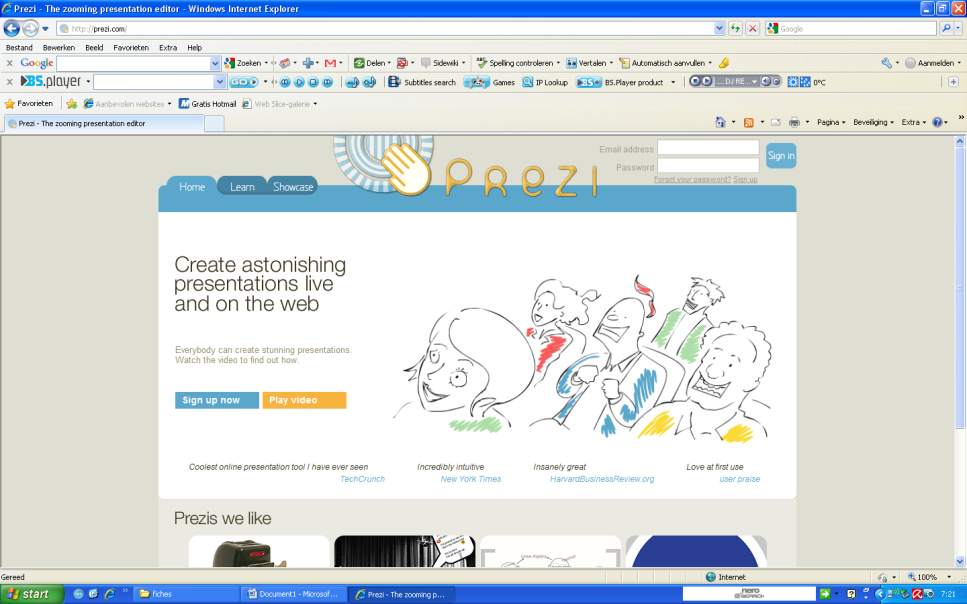 Prezi - The zooming presentation editor - Windows Internet Explorer
http://prezi.com/
Google
Bestand Bewerken Beeld Favorieten Extra Help
x Google Zoeken Delen Sidewiki Spelling controleren Vertalen Automatisch aanvullen Aanmelden
x BS.player Subtitles search Games IP Lookup BS.Player product ....DJ RE 0°C
Favorieten Aanbevolen websites Gratis Hotmail Web Slice-galerie
Prezi - The zooming presentation editor
Pagina Beveiliging Extra
Email address
Password
Sign in
Forgot your password? Sign up
Home Learn Showcase
PREZI
Create astonishing
presentations live
and on the web
Everybody can create stunning presentations.
Watch the video to find out how.
Sign up now Play video
Coolest online presentation tool I have ever seen
TechCrunch
Incredibly intuitive
New York Times
Insanely great
HarvardBusinessReview.org
Love at first use
user praise
Prezis we like
Gereed
Internet
100%
start
fiches
Document1 - Microsof...
Prezi - The zooming p...
nero
SEARCH
7:21